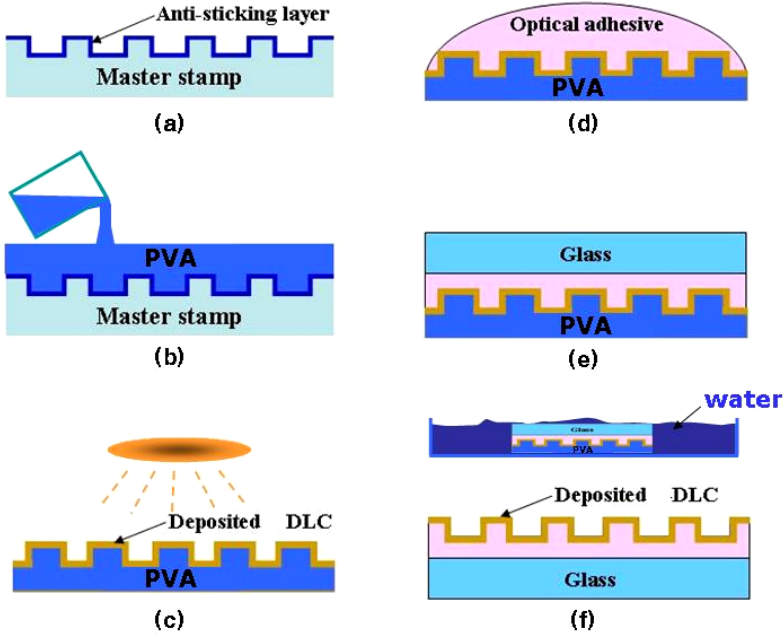 Anti-sticking layer
Master stamp
(a)
PVA
Master stamp
(b)
Deposited DLC
PVA
(c)
Optical adhesive
PVA
(d)
Glass
PVA
(e)
water
Glass
PVA
Deposited DLC
Glass
(f)